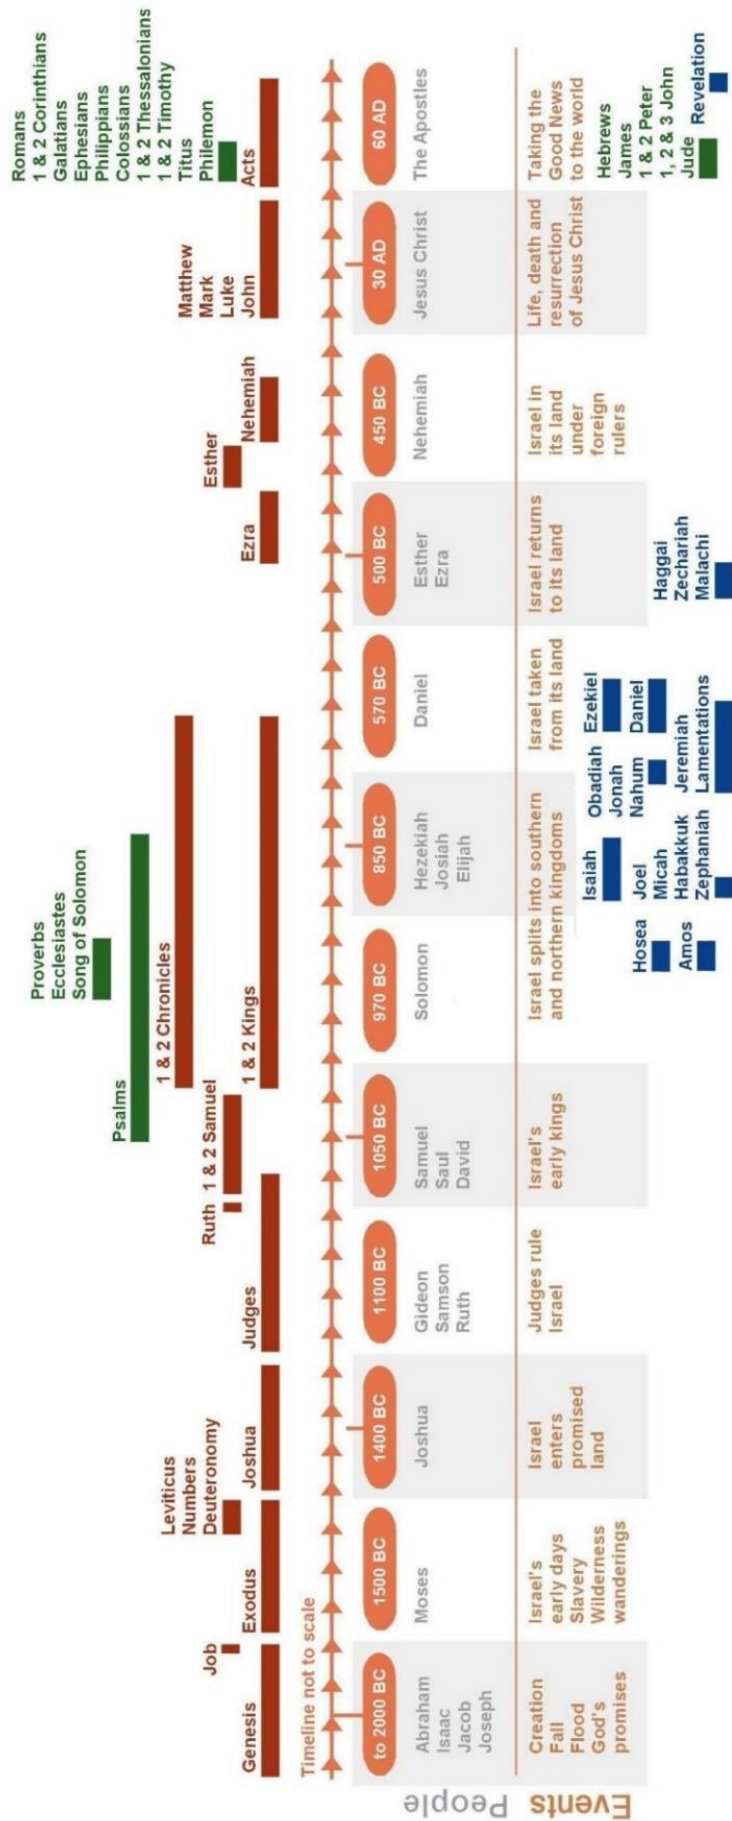 Proverbs
Ecclesiastes
Song of Solomon
Psalms
1 & 2 Chronicles
Romans
1 & 2 Corinthians
Galatians
Ephesians
Philippians
Colossians
1 & 2 Thessalonians
1 & 2 Timothy
Titus
Philemon
Leviticus
Numbers
Deuteronomy
Matthew
Mark
Luke
John
Job
Ruth
1 & 2 Samuel
Esther
Genesis
Exodus
Joshua
Judges
1 & 2 Kings
Ezra
Nehemiah
Acts
Timeline not to scale
to 2000 BC
1500 BC
1400 BC
1100 BC
1050 BC
970 BC
850 BC
570 BC
500 BC
450 BC
30 AD
60 AD
People
Abraham
Isaac
Jacob
Joseph
Moses
Joshua
Gideon
Samson
Ruth
Samuel
Saul
David
Solomon
Hezekiah
Josiah
Elijah
Daniel
Esther
Ezra
Nehemiah
Jesus Christ
The Apostles
Events
Creation
Fall
Flood
God's
promises
Israel's
early days
Slavery
Wilderness
wanderings
Israel
enters
promised
land
Judges rule
Israel
Israel's
early kings
Israel splits into southern
and northern kingdoms
Israel taken
from its land
Israel returns
to its land
Israel in
its land
under
foreign
rulers
Life, death and
resurrection
of Jesus Christ
Taking the
Good News
to the world
Hosea
Amos
Isaiah
Joel
Micah
Habakkuk
Zephaniah
Obadiah
Jonah
Nahum
Jeremiah
Lamentations
Ezekiel
Daniel
Haggai
Zechariah
Malachi
Hebrews
James
1 & 2 Peter
1, 2 & 3 John
Jude
Revelation